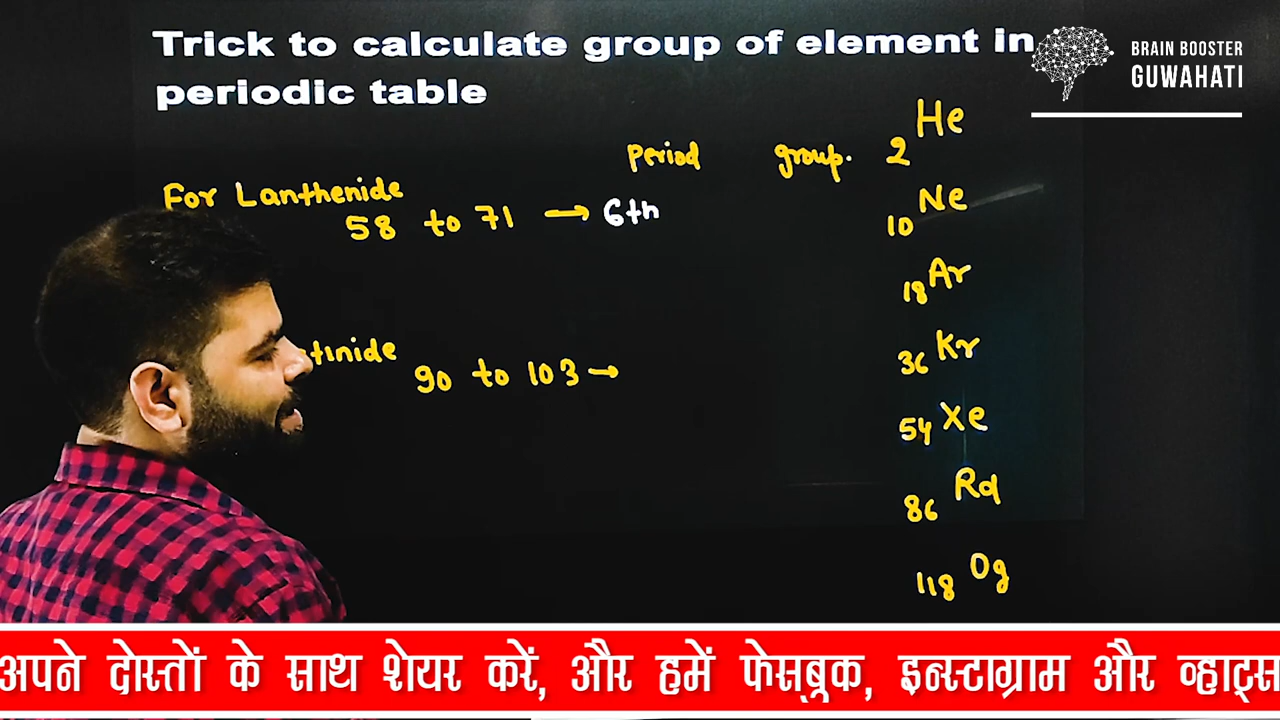 Trick to calculate group of element in
periodic table
BRAIN BOOSTER
GUWAHATI
Period group.
For Lanthenide
58 to 71 → 6th
tinide
90 to 103 →
2 He
10 Ne
18 Ar
36 Kr
54 Xe
86 Rd
118 Og
अपने दोस्तों के साथ शेयर करें, और हमें फेसबुक, इन्स्टाग्राम और व्हाट्स